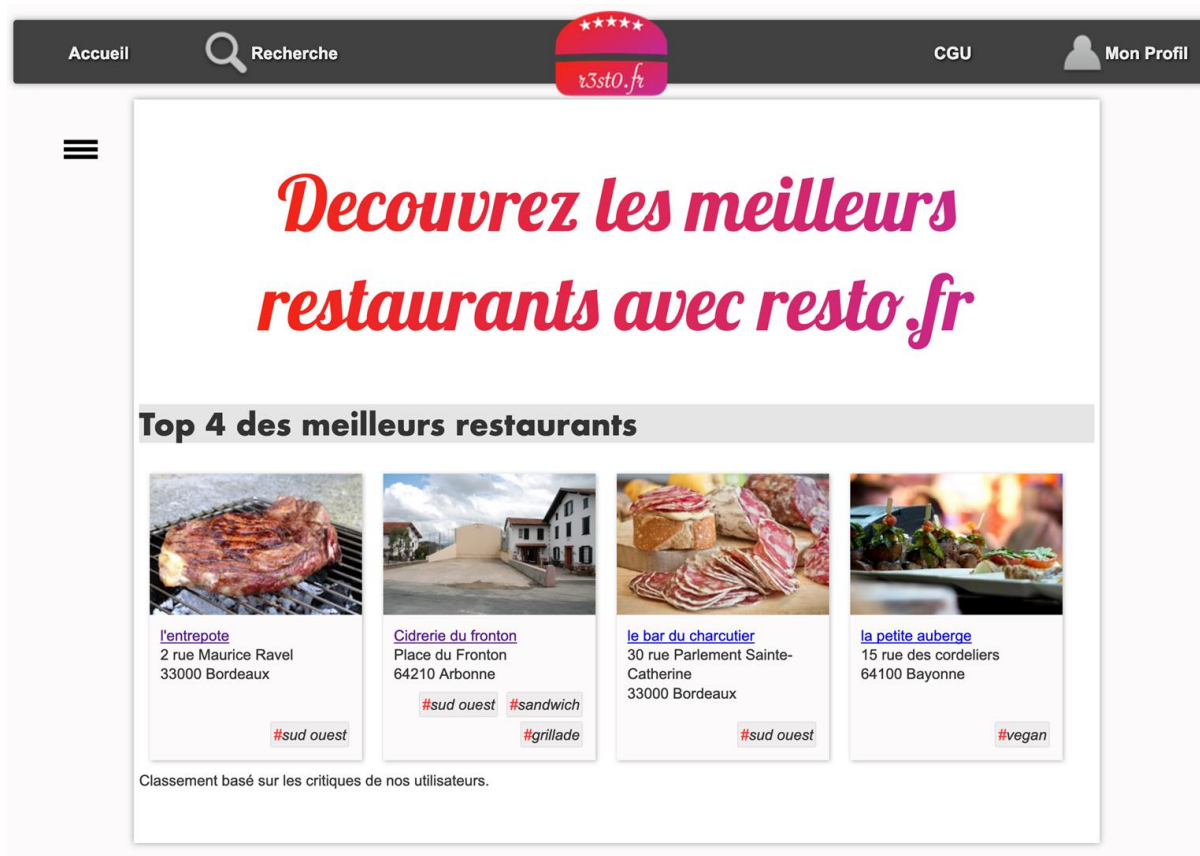 Accueil
Recherche
r3st0.fr
CGU
Mon Profil
Decouvrez les meilleurs
restaurants avec resto.fr
Top 4 des meilleurs restaurants
l'entrepote
2 rue Maurice Ravel
33000 Bordeaux
#sud ouest
Cidrerie du fronton
Place du Fronton
64210 Arbonne
#sud ouest #sandwich
#grillade
le bar du charcutier
30 rue Parlement Sainte-
Catherine
33000 Bordeaux
#sud ouest
la petite auberge
15 rue des cordeliers
64100 Bayonne
#vegan
Classement basé sur les critiques de nos utilisateurs.